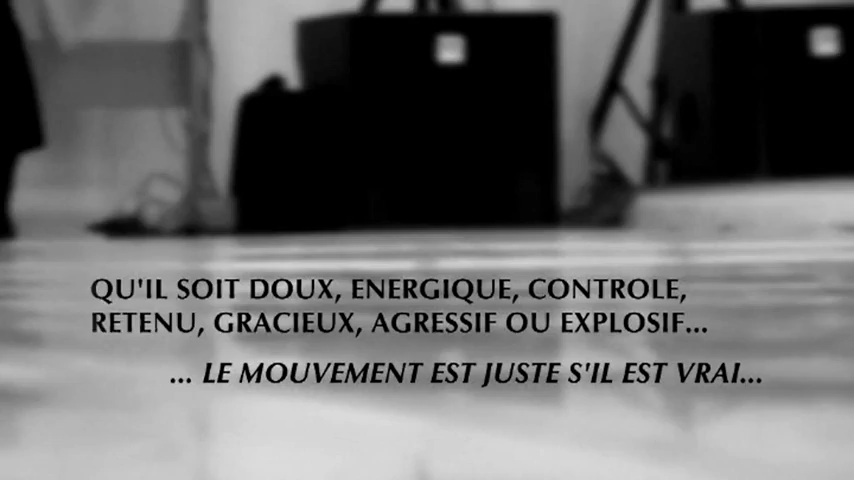 QU'IL SOIT DOUX, ENERGIQUE, CONTROLE,
RETENU, GRACIEUX, AGRESSIF OU EXPLOSIF...
... LE MOUVEMENT EST JUSTE S'IL EST VRAI...